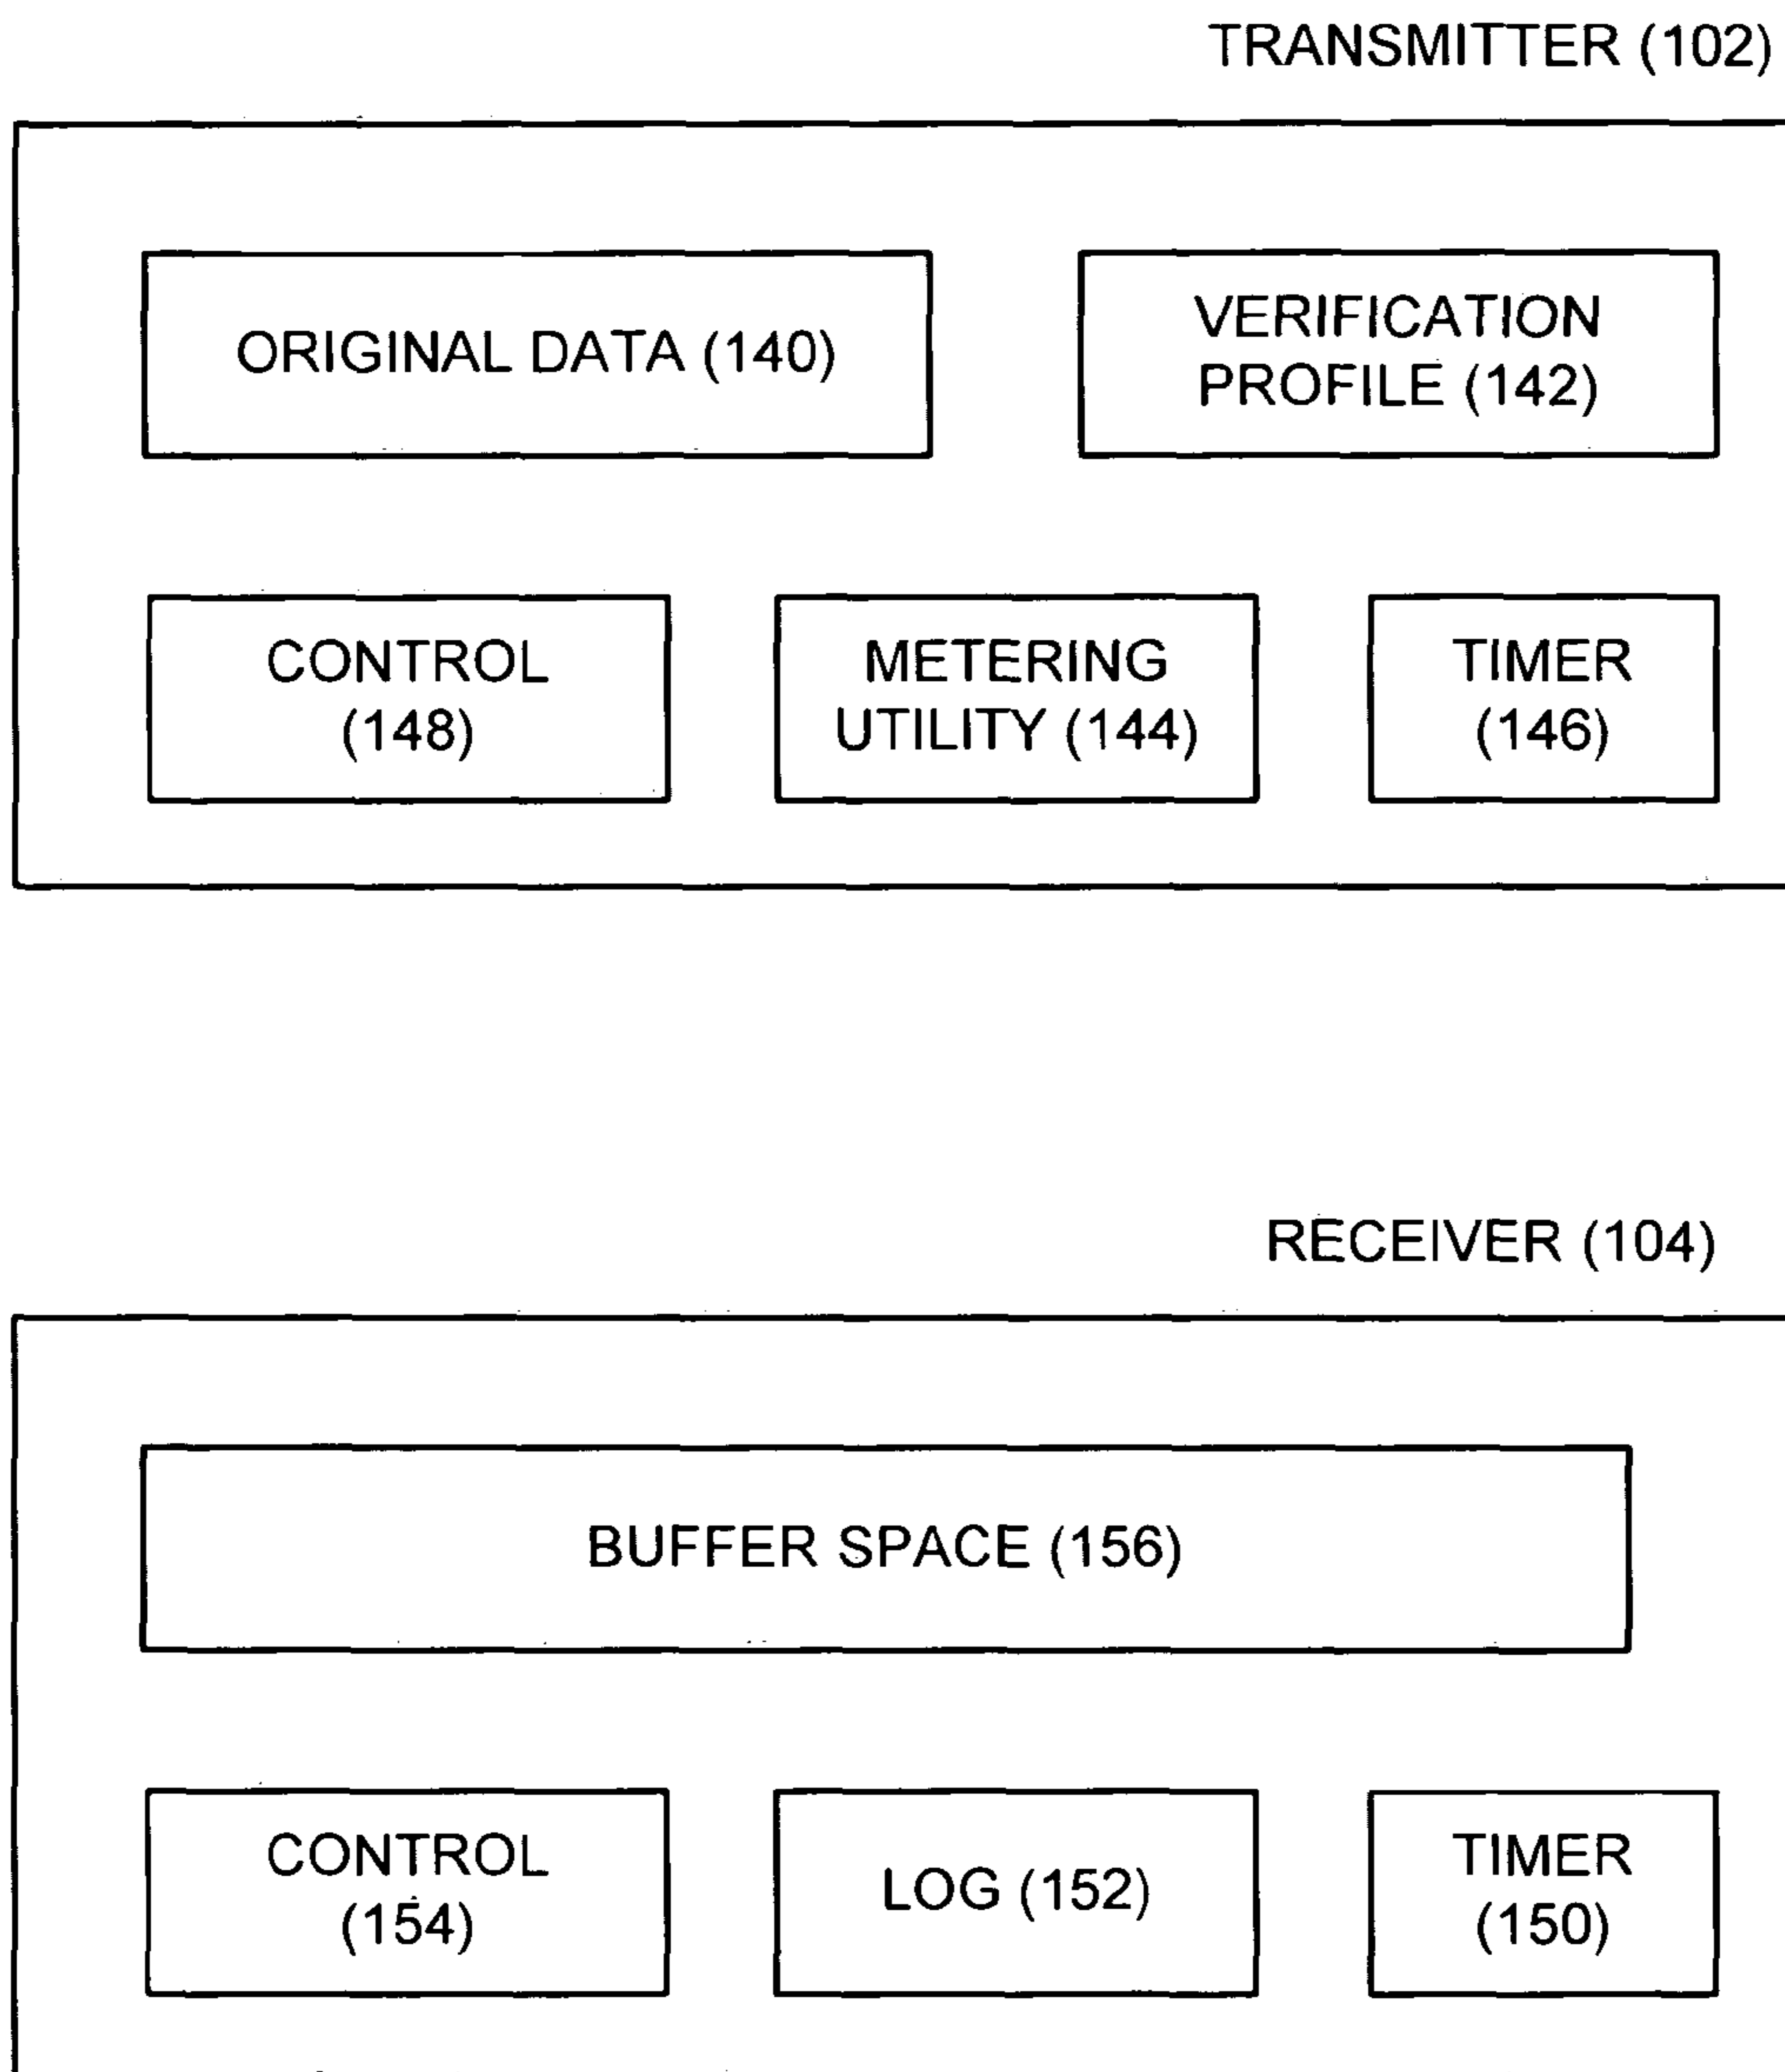 TRANSMITTER (102)
ORIGINAL DATA (140)
VERIFICATION
PROFILE (142)
CONTROL
(148)
METERING
UTILITY (144)
TIMER
(146)
RECEIVER (104)
BUFFER SPACE (156)
CONTROL
(154)
LOG (152)
TIMER
(150)